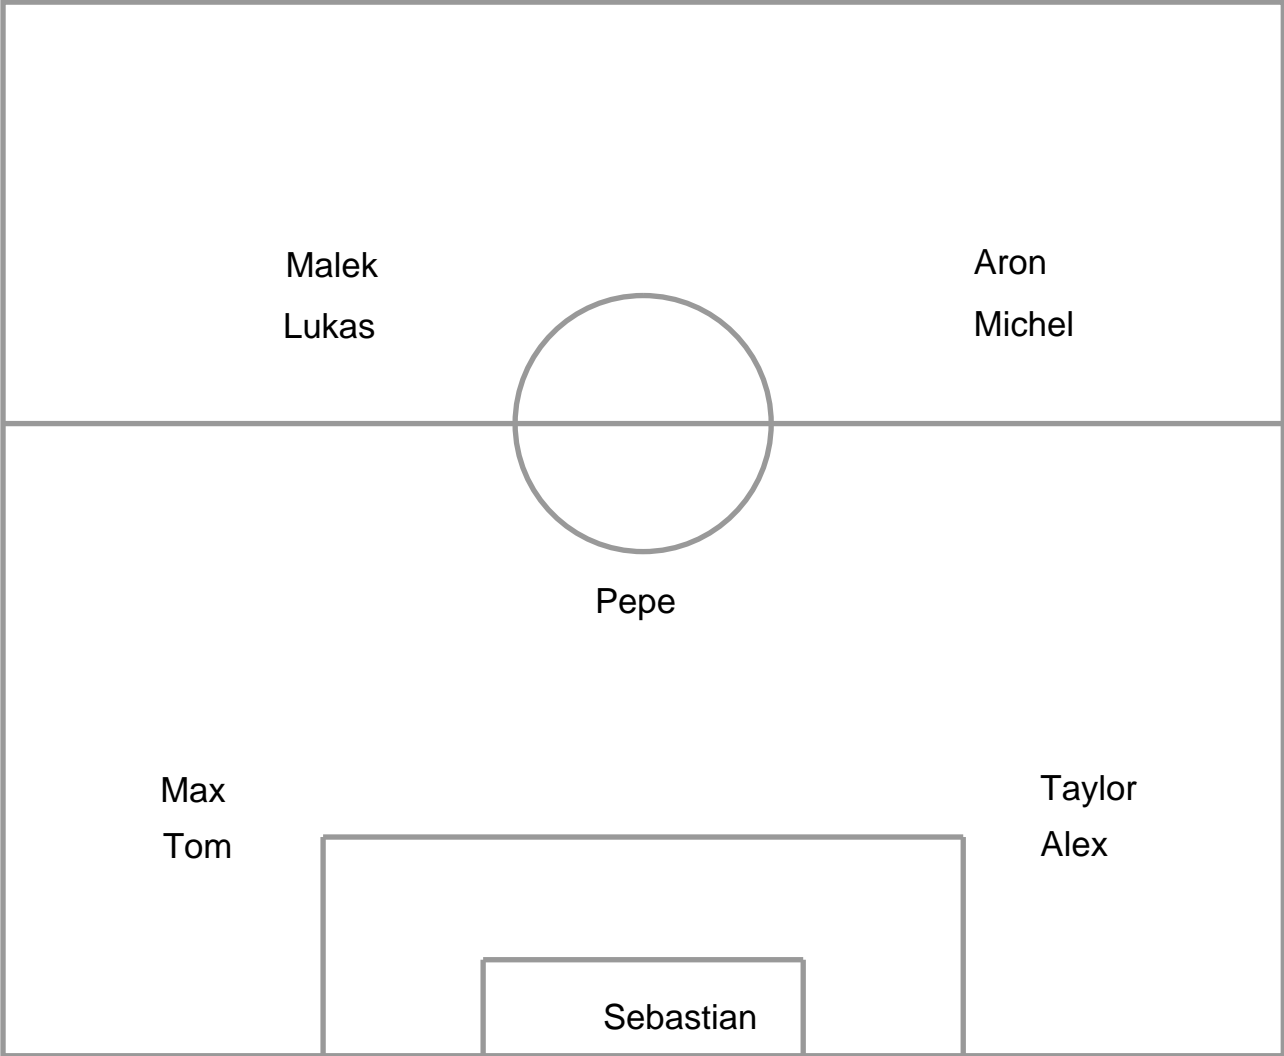 Malek
Lukas
Aron
Michel
Pepe
Max
Tom
Taylor
Alex
Sebastian